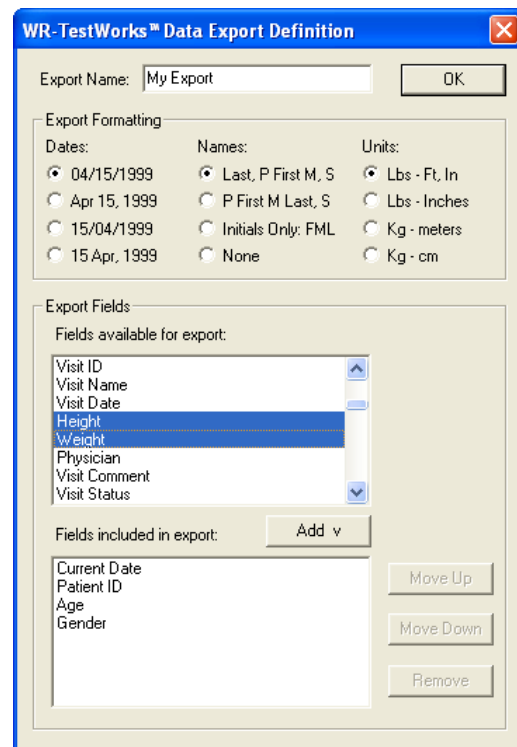 WR-TestWorks™ Data Export Definition
Export Name: My Export OK
Export Formatting
Dates: Names: Units:
04/15/1999 Last, P First M, S Lbs - Ft, In
Apr 15, 1999 P First M Last, S Lbs - Inches
15/04/1999 Initials Only: FML Kg - meters
15 Apr, 1999 None Kg - cm
Export Fields
Fields available for export:
Visit ID
Visit Name
Visit Date
Height
Weight
Physician
Visit Comment
Visit Status
Fields included in export: Add v
Current Date
Patient ID
Age
Gender
Move Up
Move Down
Remove